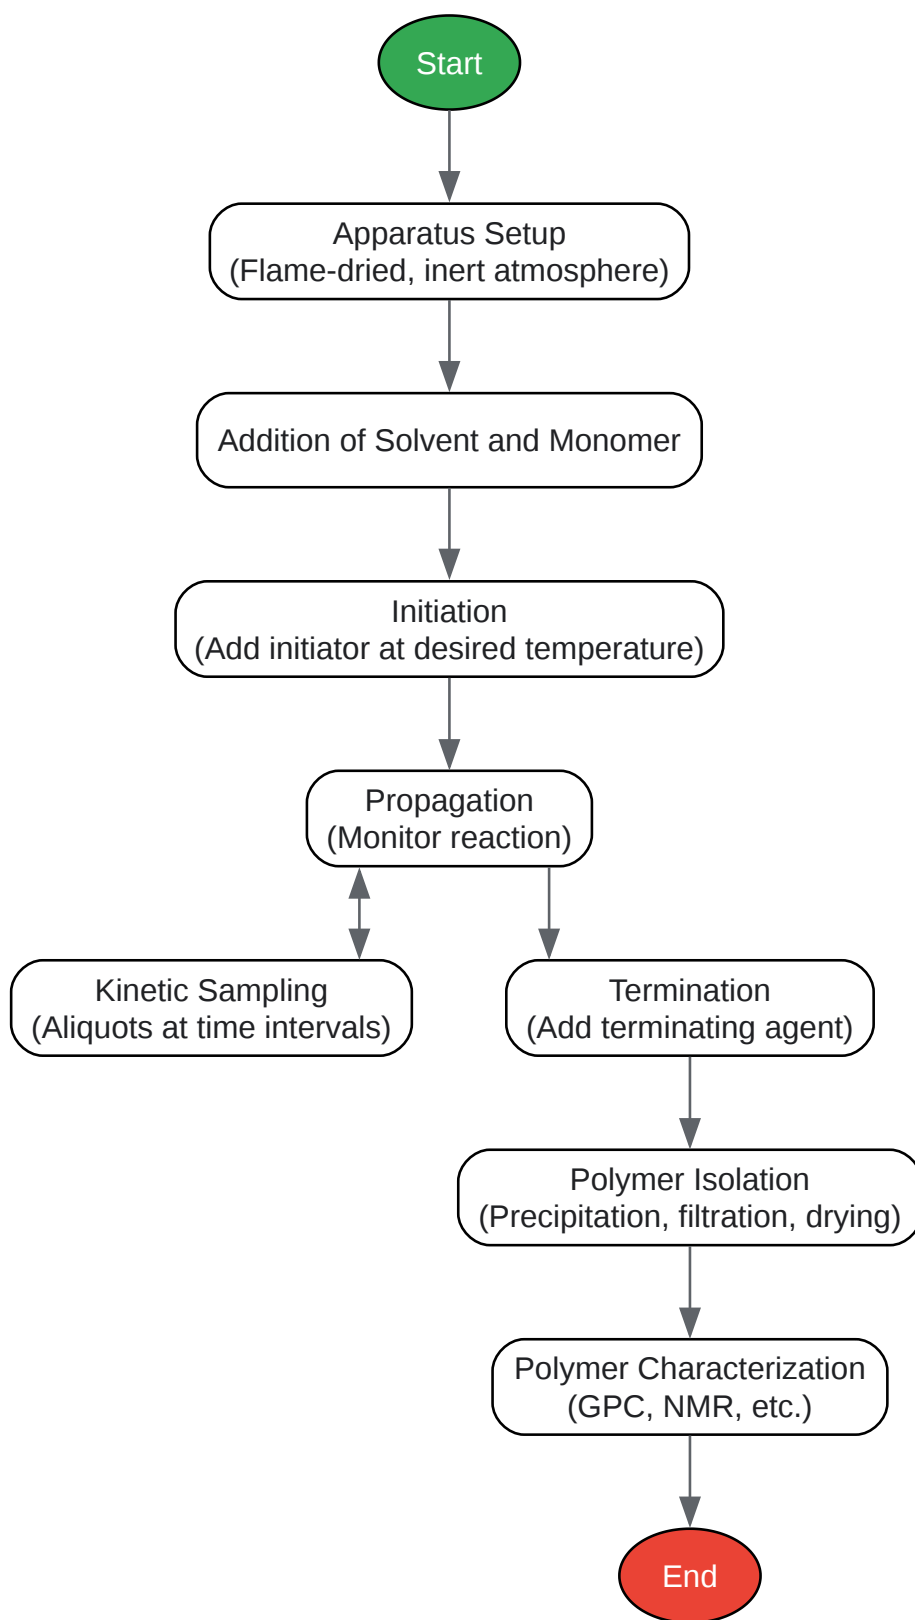 Start
Apparatus Setup
(Flame-dried, inert atmosphere)
Addition of Solvent and Monomer
Initiation
(Add initiator at desired temperature)
Propagation
(Monitor reaction)
Kinetic Sampling
(Aliquots at time intervals)
Termination
(Add terminating agent)
Polymer Isolation
(Precipitation, filtration, drying)
Polymer Characterization
(GPC, NMR, etc.)
End